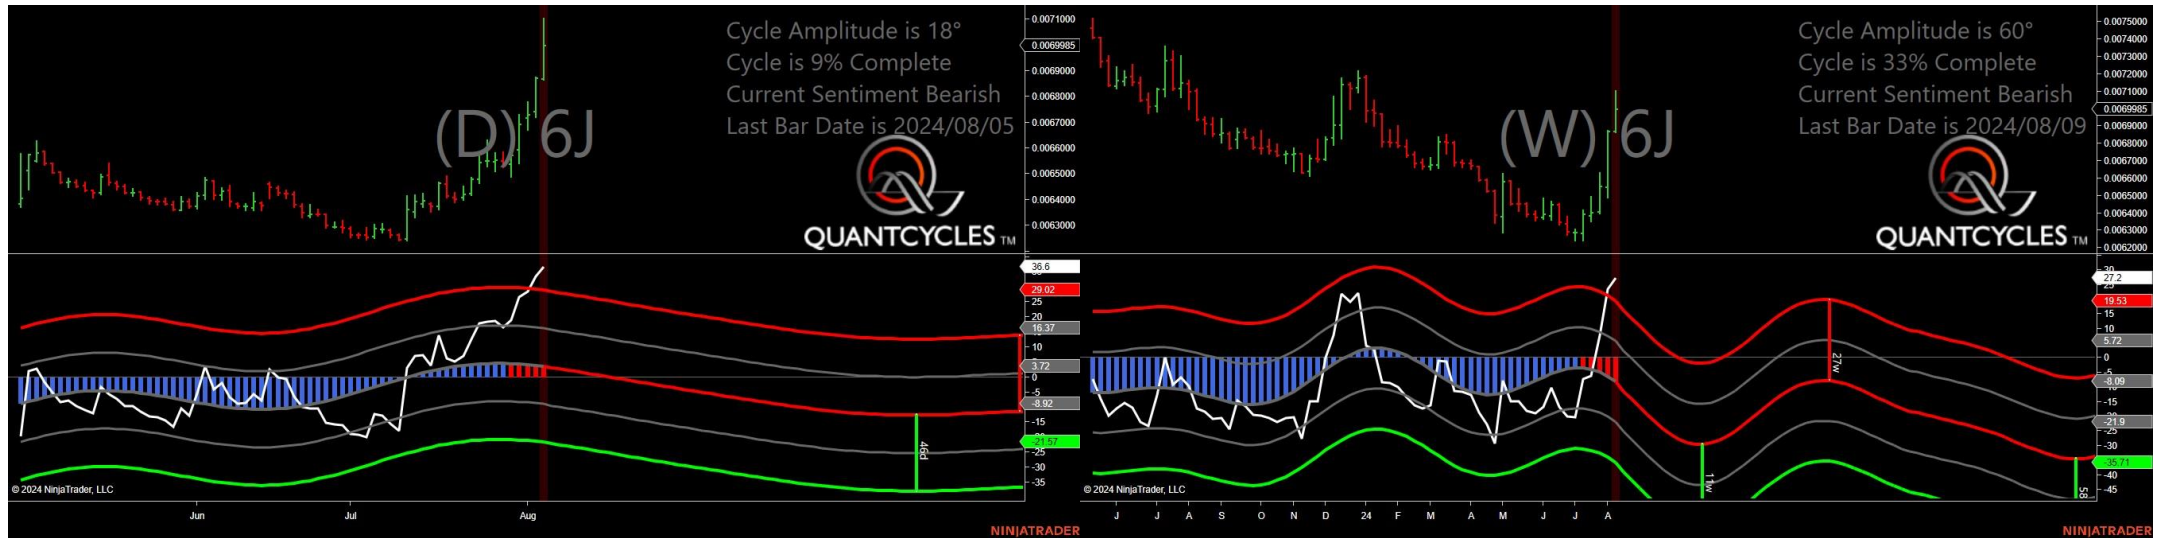 Cycle Amplitude is 18°
Cycle is 9% Complete
Current Sentiment Bearish
Last Bar Date is 2024/08/05
(D) 6J
QUANTCYCLES TM
0.0071000
0.0069985
0.0069000
0.0068000
0.0067000
0.0066000
0.0065000
0.0064000
0.0063000
36.6
29.02
25
20
16.37
10
3.72
0
-5
-8.92
-15
-21.57
-25
-30
-35
46d
© 2024 NinjaTrader, LLC
Jun
Jul
Aug
NINJATRADER
Cycle Amplitude is 60°
Cycle is 33% Complete
Current Sentiment Bearish
Last Bar Date is 2024/08/09
(W) 6J
QUANTCYCLES TM
0.0075000
0.0074000
0.0073000
0.0072000
0.0071000
0.0069985
0.0069000
0.0068000
0.0067000
0.0066000
0.0065000
0.0064000
0.0063000
0.0062000
30
27.2
25
19.53
15
10
5.72
0
-5
-8.09
-15
-21.9
-25
-30
-35.71
-40
-45
27w
11w
58
© 2024 NinjaTrader, LLC
J
J
A
S
O
N
D
24
F
M
A
M
J
J
A
NINJATRADER